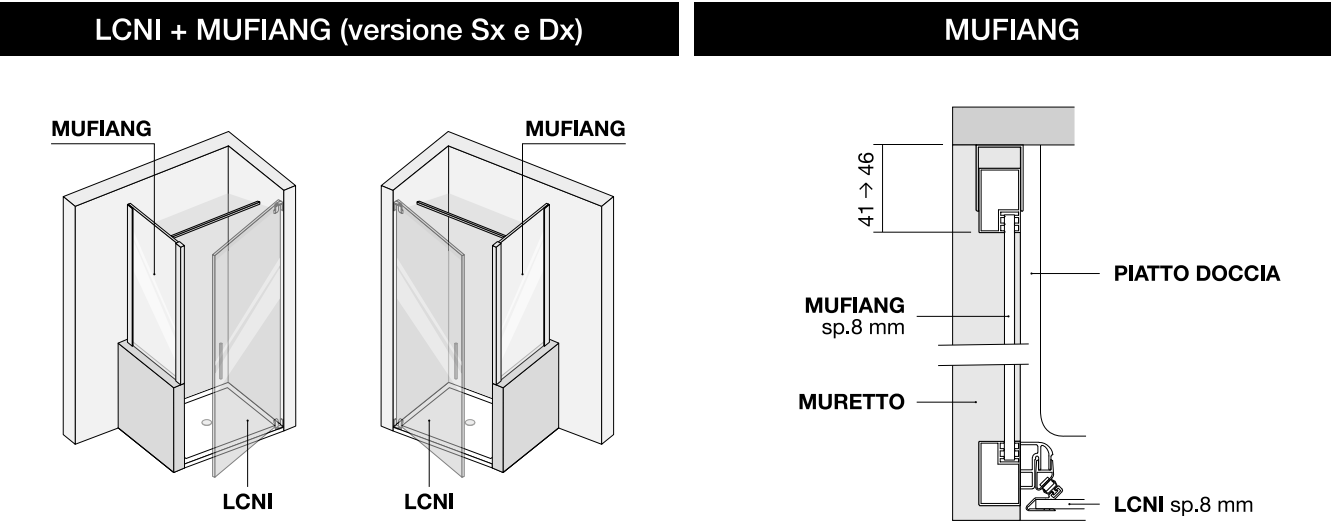 LCNI + MUFIANG (versione Sx e Dx)
MUFIANG
MUFIANG
LCNI
LCNI
MUFIANG
41 → 46
PIATTO DOCCIA
MUFIANG
sp.8 mm
MURETTO
LCNI sp.8 mm